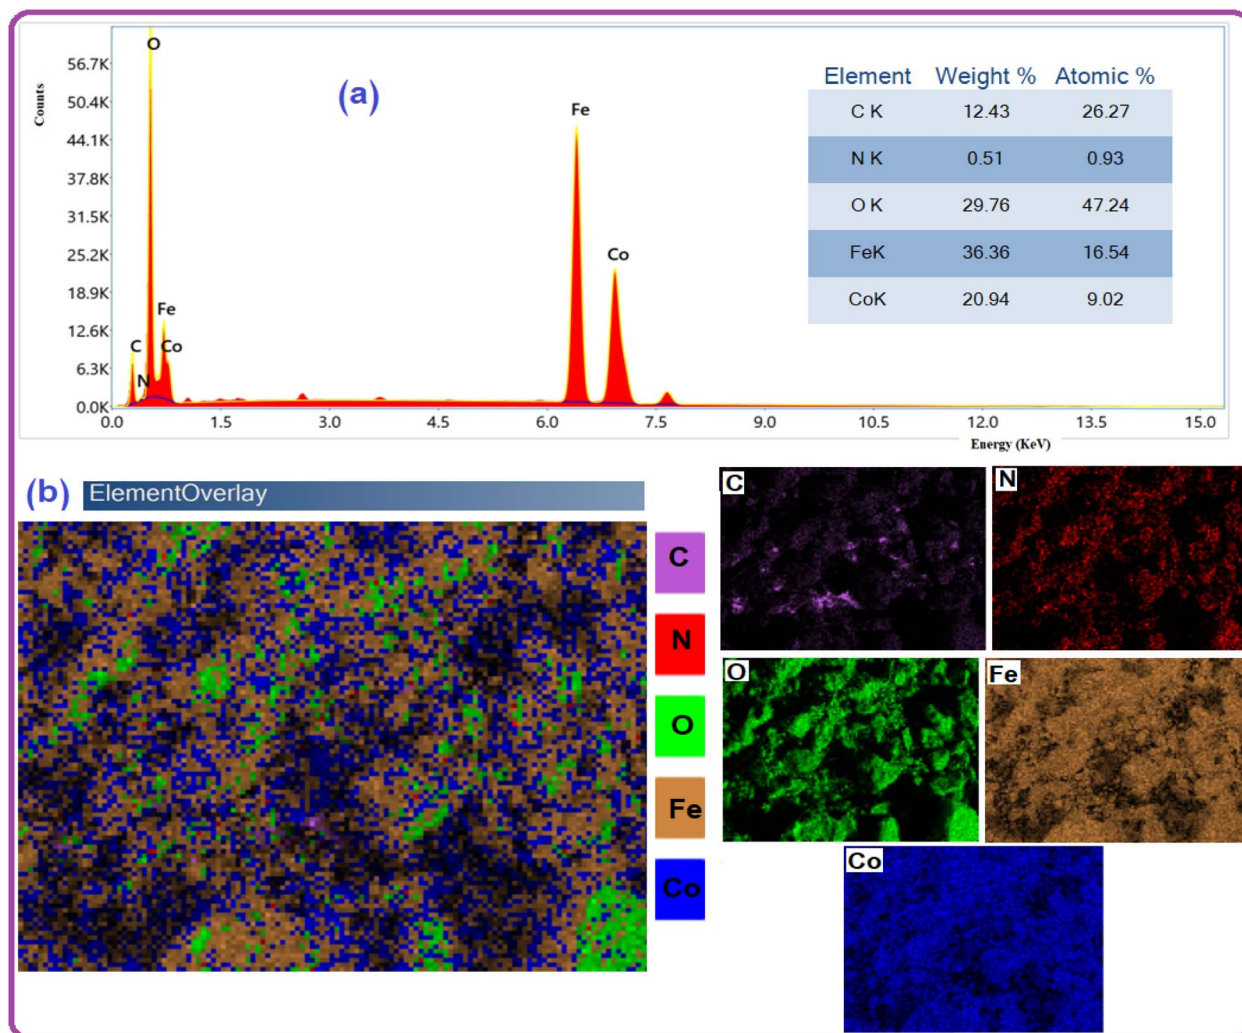 (a)
Counts
56.7K
50.4K
44.1K
37.8K
31.5K
25.2K
18.9K
12.6K
6.3K
0.0K
O
Fe
Co
Fe
C
Co
N
0.0 1.5 3.0 4.5 6.0 7.5 9.0 10.5 12.0 13.5 15.0
Energy (KeV)
Element Weight % Atomic %
C K 12.43 26.27
N K 0.51 0.93
O K 29.76 47.24
FeK 36.36 16.54
CoK 20.94 9.02
(b) ElementOverlay
C
N
O
Fe
Co
C
N
O
Fe
Co